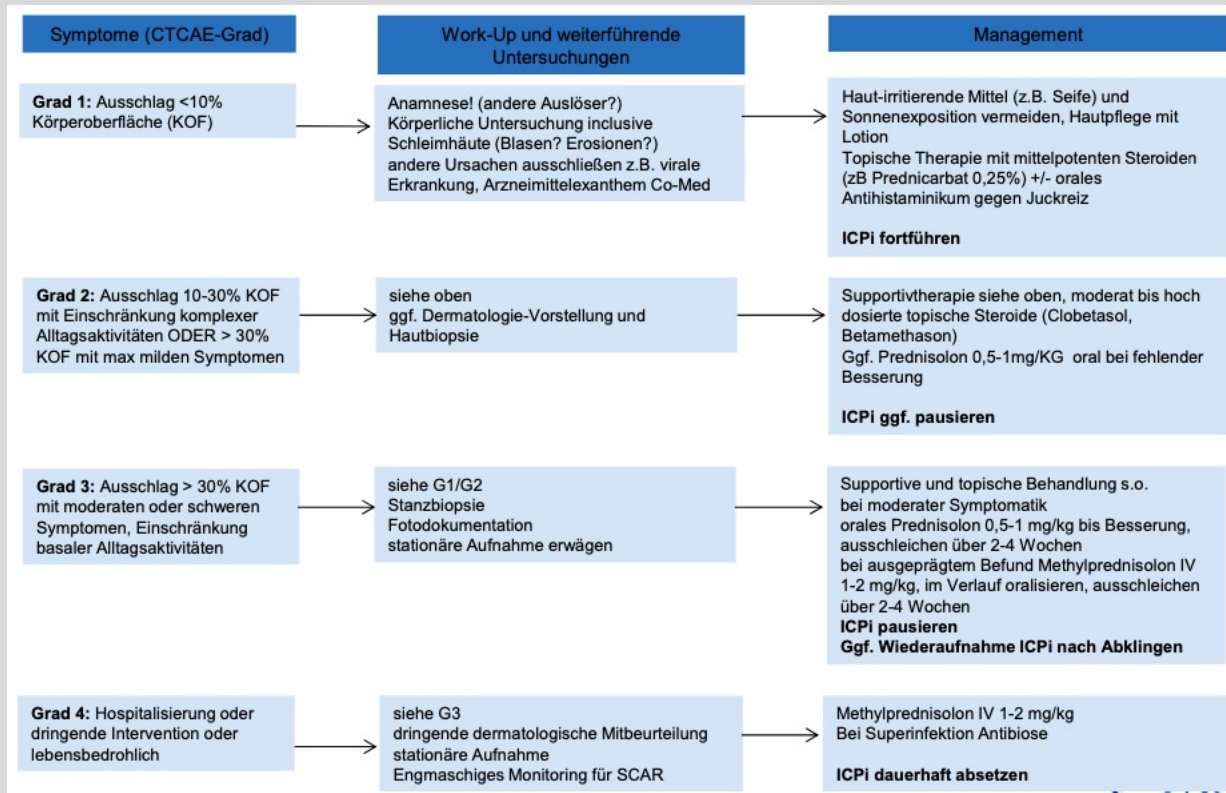 Symptome (CTCAE-Grad)
Work-Up und weiterführende
Untersuchungen
Management
Grad 1: Ausschlag <10%
Körperoberfläche (KOF)
Anamnese! (andere Auslöser?)
Körperliche Untersuchung inclusive
Schleimhäute (Blasen? Erosionen?)
andere Ursachen ausschließen z.B. virale
Erkrankung, Arzneimittelexanthem Co-Med
Haut-irritierende Mittel (z.B. Seife) und
Sonnenexposition vermeiden, Hautpflege mit
Lotion
Topische Therapie mit mittelpotenten Steroiden
(zB Prednicarbat 0,25%) +/- orales
Antihistaminikum gegen Juckreiz
ICPi fortführen
Grad 2: Ausschlag 10-30% KOF
mit Einschränkung komplexer
Alltagsaktivitäten ODER > 30%
KOF mit max milden Symptomen
siehe oben
ggf. Dermatologie-Vorstellung und
Hautbiopsie
Supportivtherapie siehe oben, moderat bis hoch
dosierte topische Steroide (Clobetasol,
Betamethason)
Ggf. Prednisolon 0,5-1mg/KG oral bei fehlender
Besserung
ICPi ggf. pausieren
Grad 3: Ausschlag > 30% KOF
mit moderaten oder schweren
Symptomen, Einschränkung
basaler Alltagsaktivitäten
siehe G1/G2
Stanzbiopsie
Fotodokumentation
stationäre Aufnahme erwägen
Supportive und topische Behandlung s.o.
bei moderater Symptomatik
orales Prednisolon 0,5-1 mg/kg bis Besserung,
ausschleichen über 2-4 Wochen
bei ausgeprägtem Befund Methylprednisolon IV
1-2 mg/kg, im Verlauf oralisieren, ausschleichen
über 2-4 Wochen
ICPi pausieren
Ggf. Wiederaufnahme ICPi nach Abklingen
Grad 4: Hospitalisierung oder
dringende Intervention oder
lebensbedrohlich
siehe G3
dringende dermatologische Mitbeurteilung
stationäre Aufnahme
Engmaschiges Monitoring für SCAR
Methylprednisolon IV 1-2 mg/kg
Bei Superinfektion Antibiose
ICPi dauerhaft absetzen